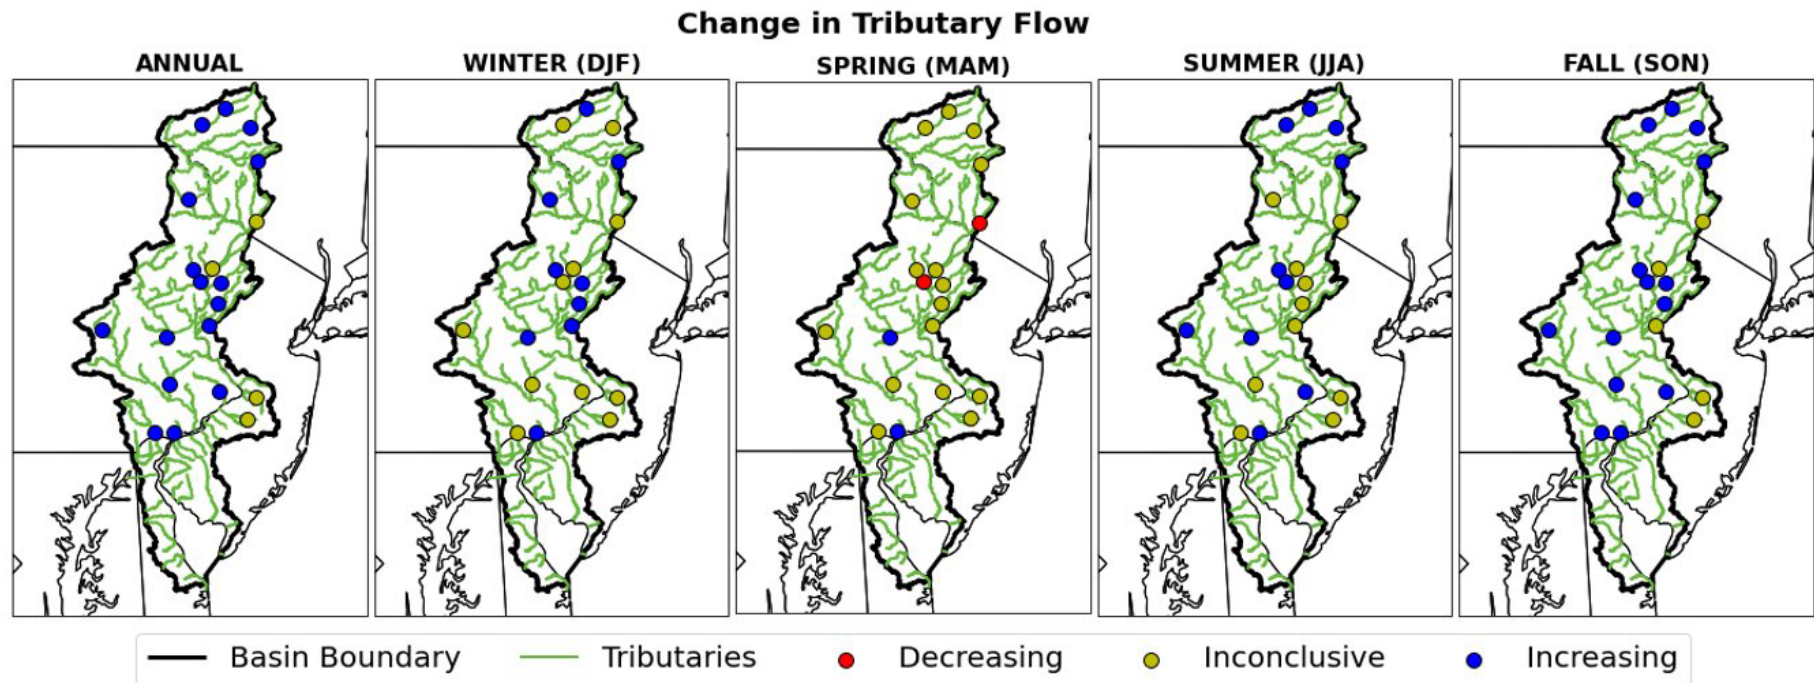 Change in Tributary Flow
ANNUAL
WINTER (DJF)
SPRING (MAM)
SUMMER (JJA)
FALL (SON)
Basin Boundary
Tributaries
Decreasing
Inconclusive
Increasing